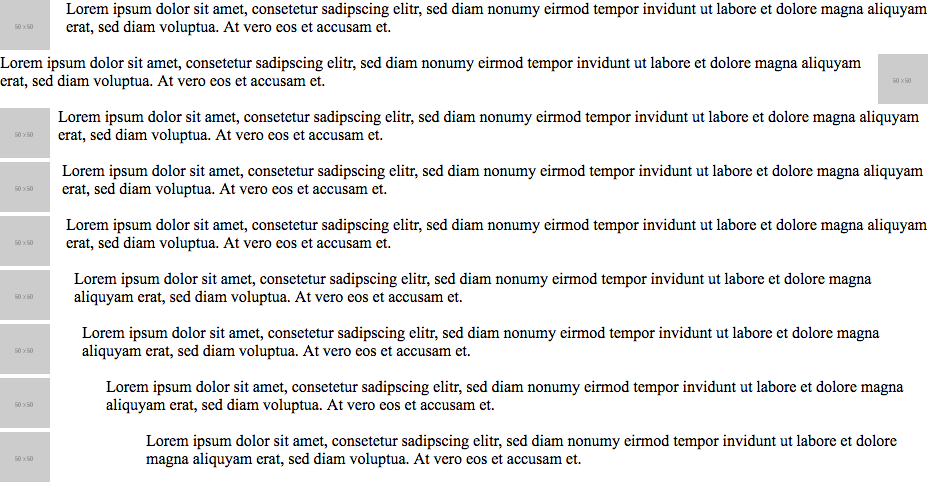 50 x 50
Lorem ipsum dolor sit amet, consetetur sadipscing elitr, sed diam nonumy eirmod tempor invidunt ut labore et dolore magna aliquyam
erat, sed diam voluptua. At vero eos et accusam et.
Lorem ipsum dolor sit amet, consetetur sadipscing elitr, sed diam nonumy eirmod tempor invidunt ut labore et dolore magna aliquyam
erat, sed diam voluptua. At vero eos et accusam et.
50 x 50
50 x 50
Lorem ipsum dolor sit amet, consetetur sadipscing elitr, sed diam nonumy eirmod tempor invidunt ut labore et dolore magna aliquyam
erat, sed diam voluptua. At vero eos et accusam et.
50 x 50
Lorem ipsum dolor sit amet, consetetur sadipscing elitr, sed diam nonumy eirmod tempor invidunt ut labore et dolore magna aliquyam
erat, sed diam voluptua. At vero eos et accusam et.
50 x 50
Lorem ipsum dolor sit amet, consetetur sadipscing elitr, sed diam nonumy eirmod tempor invidunt ut labore et dolore magna aliquyam
erat, sed diam voluptua. At vero eos et accusam et.
50 x 50
Lorem ipsum dolor sit amet, consetetur sadipscing elitr, sed diam nonumy eirmod tempor invidunt ut labore et dolore magna
aliquyam erat, sed diam voluptua. At vero eos et accusam et.
50 x 50
Lorem ipsum dolor sit amet, consetetur sadipscing elitr, sed diam nonumy eirmod tempor invidunt ut labore et dolore magna
aliquyam erat, sed diam voluptua. At vero eos et accusam et.
50 x 50
Lorem ipsum dolor sit amet, consetetur sadipscing elitr, sed diam nonumy eirmod tempor invidunt ut labore et dolore magna
aliquyam erat, sed diam voluptua. At vero eos et accusam et.
50 x 50
Lorem ipsum dolor sit amet, consetetur sadipscing elitr, sed diam nonumy eirmod tempor invidunt ut labore et dolore
magna aliquyam erat, sed diam voluptua. At vero eos et accusam et.